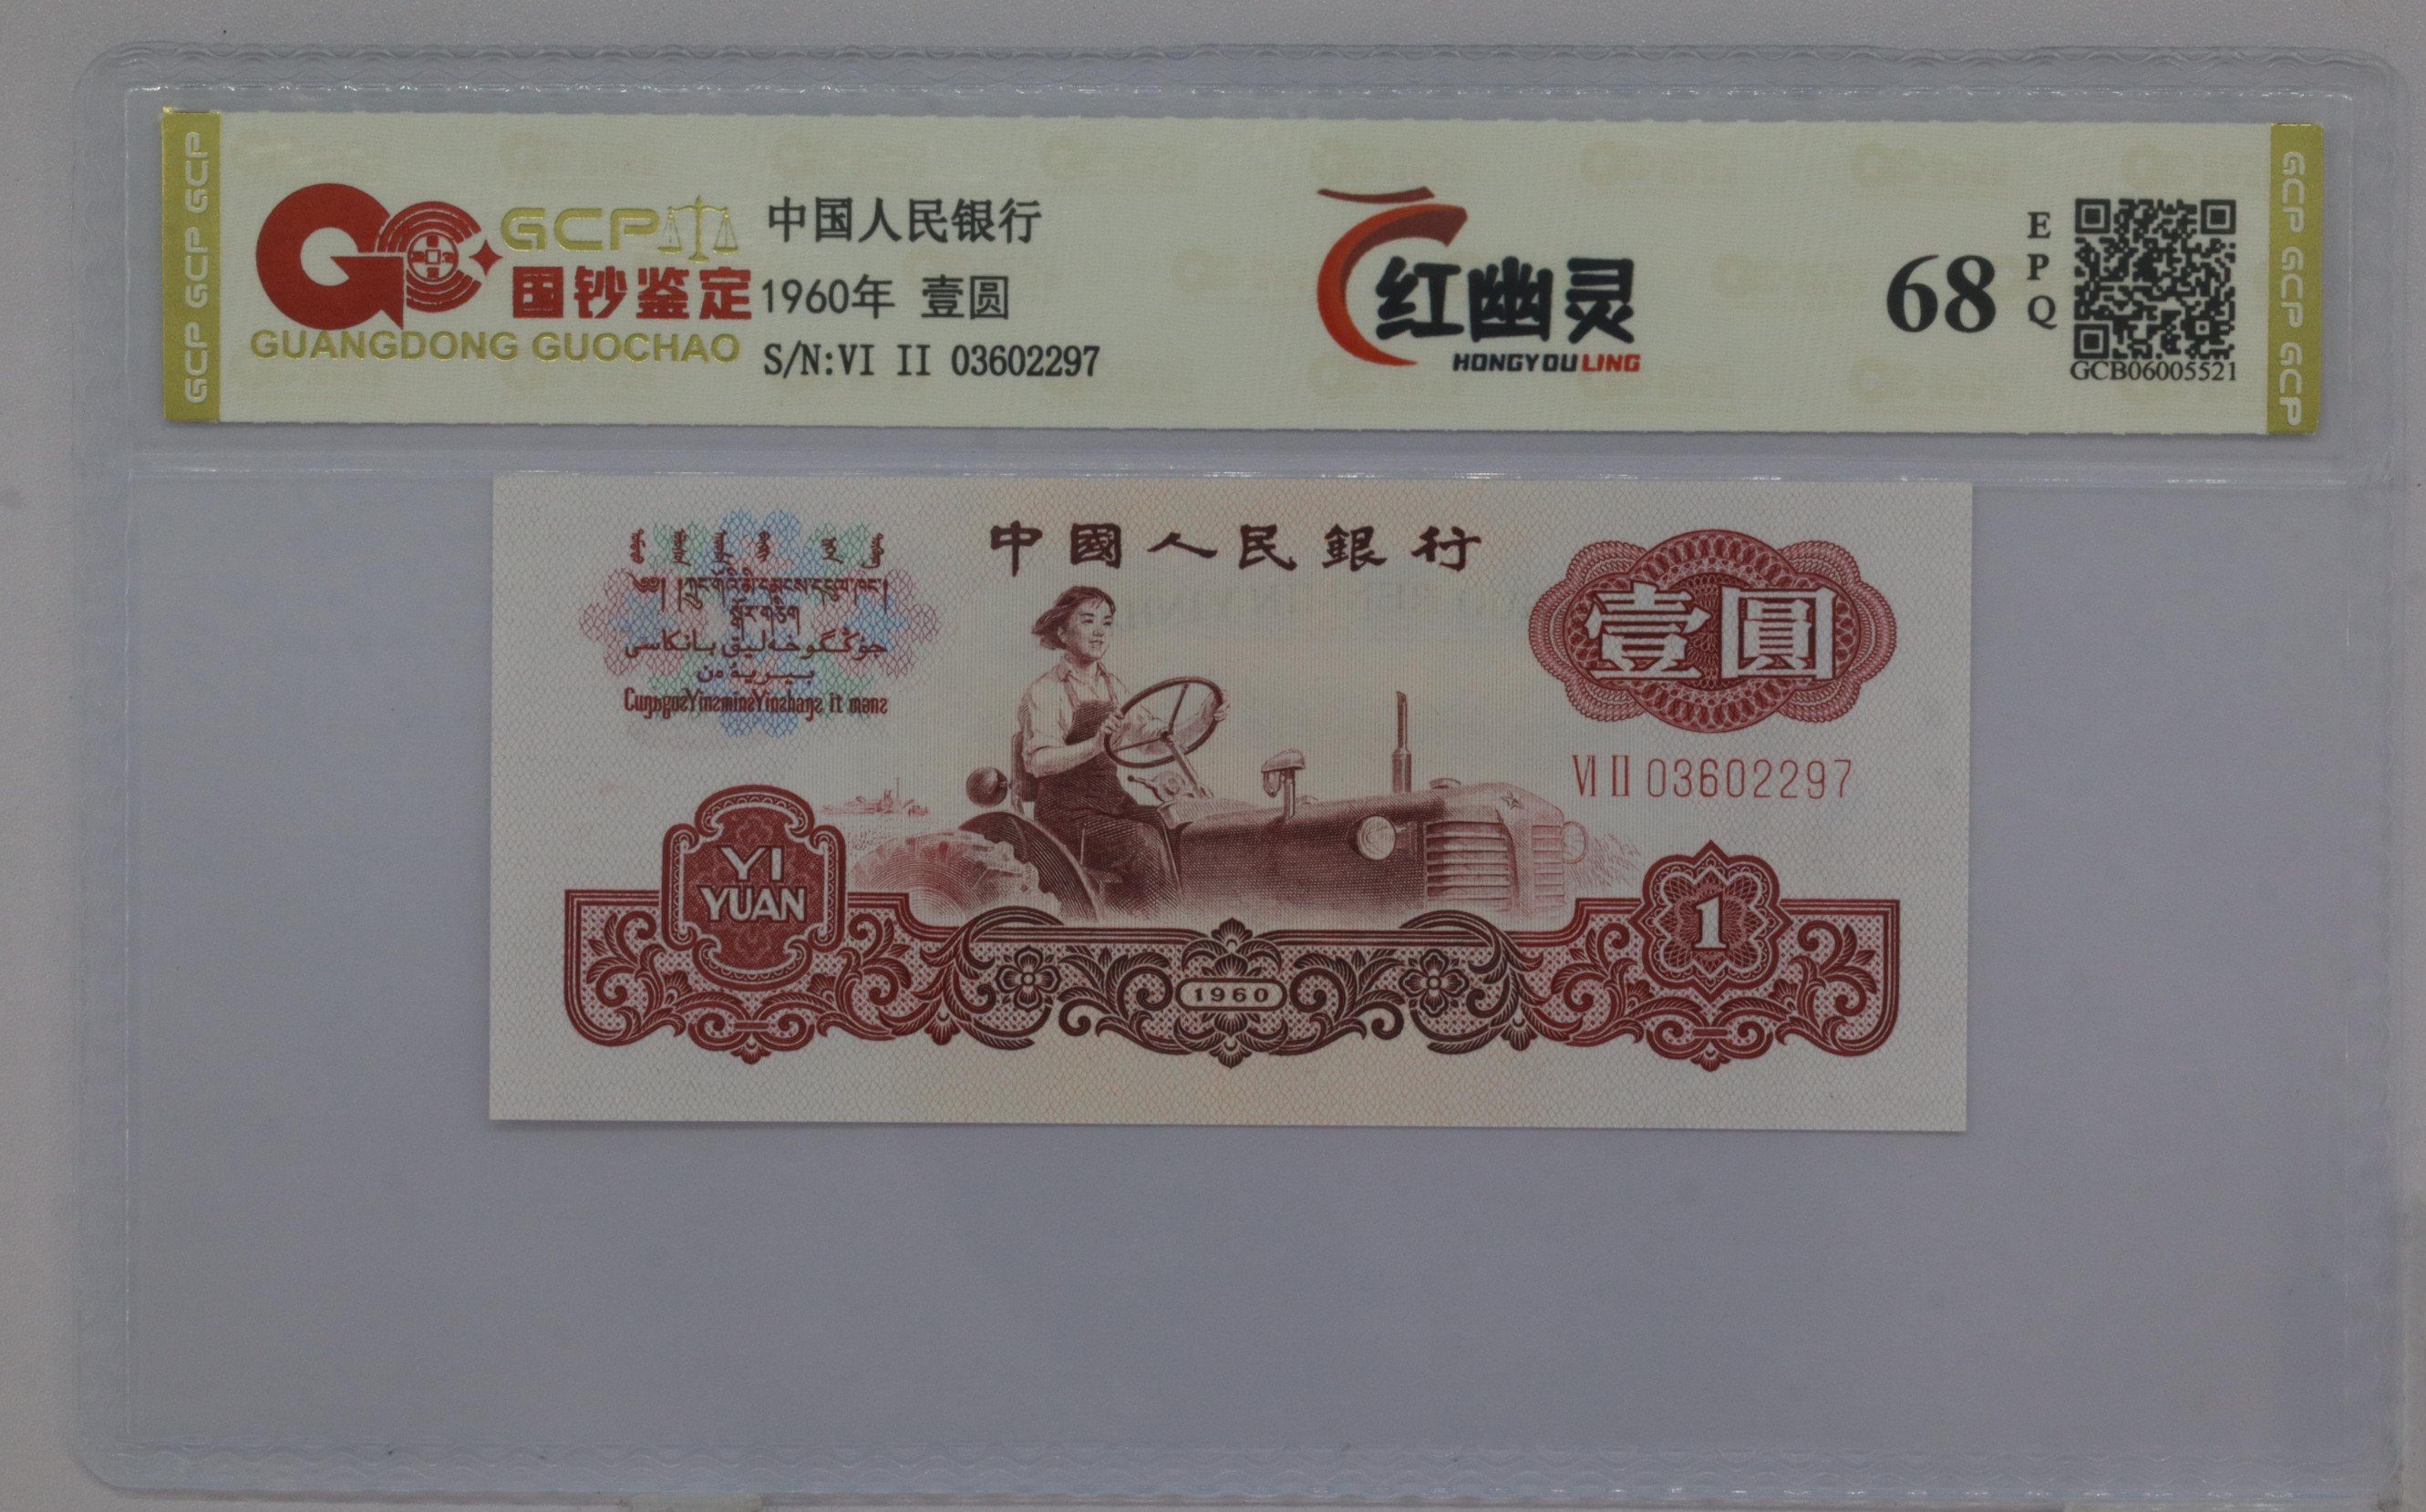 GCP GCP GCP
GCP
国钞鉴定
GUANGDONG GUOCHAO
中国人民银行
1960年 壹圆
S/N:VI II 03602297
红幽灵
HONGYOULING
68
EPQ
GCB06005521
GCP GCP GCP
中國人民銀行
壹圓
VI II 03602297
YI
YUAN
1
1960